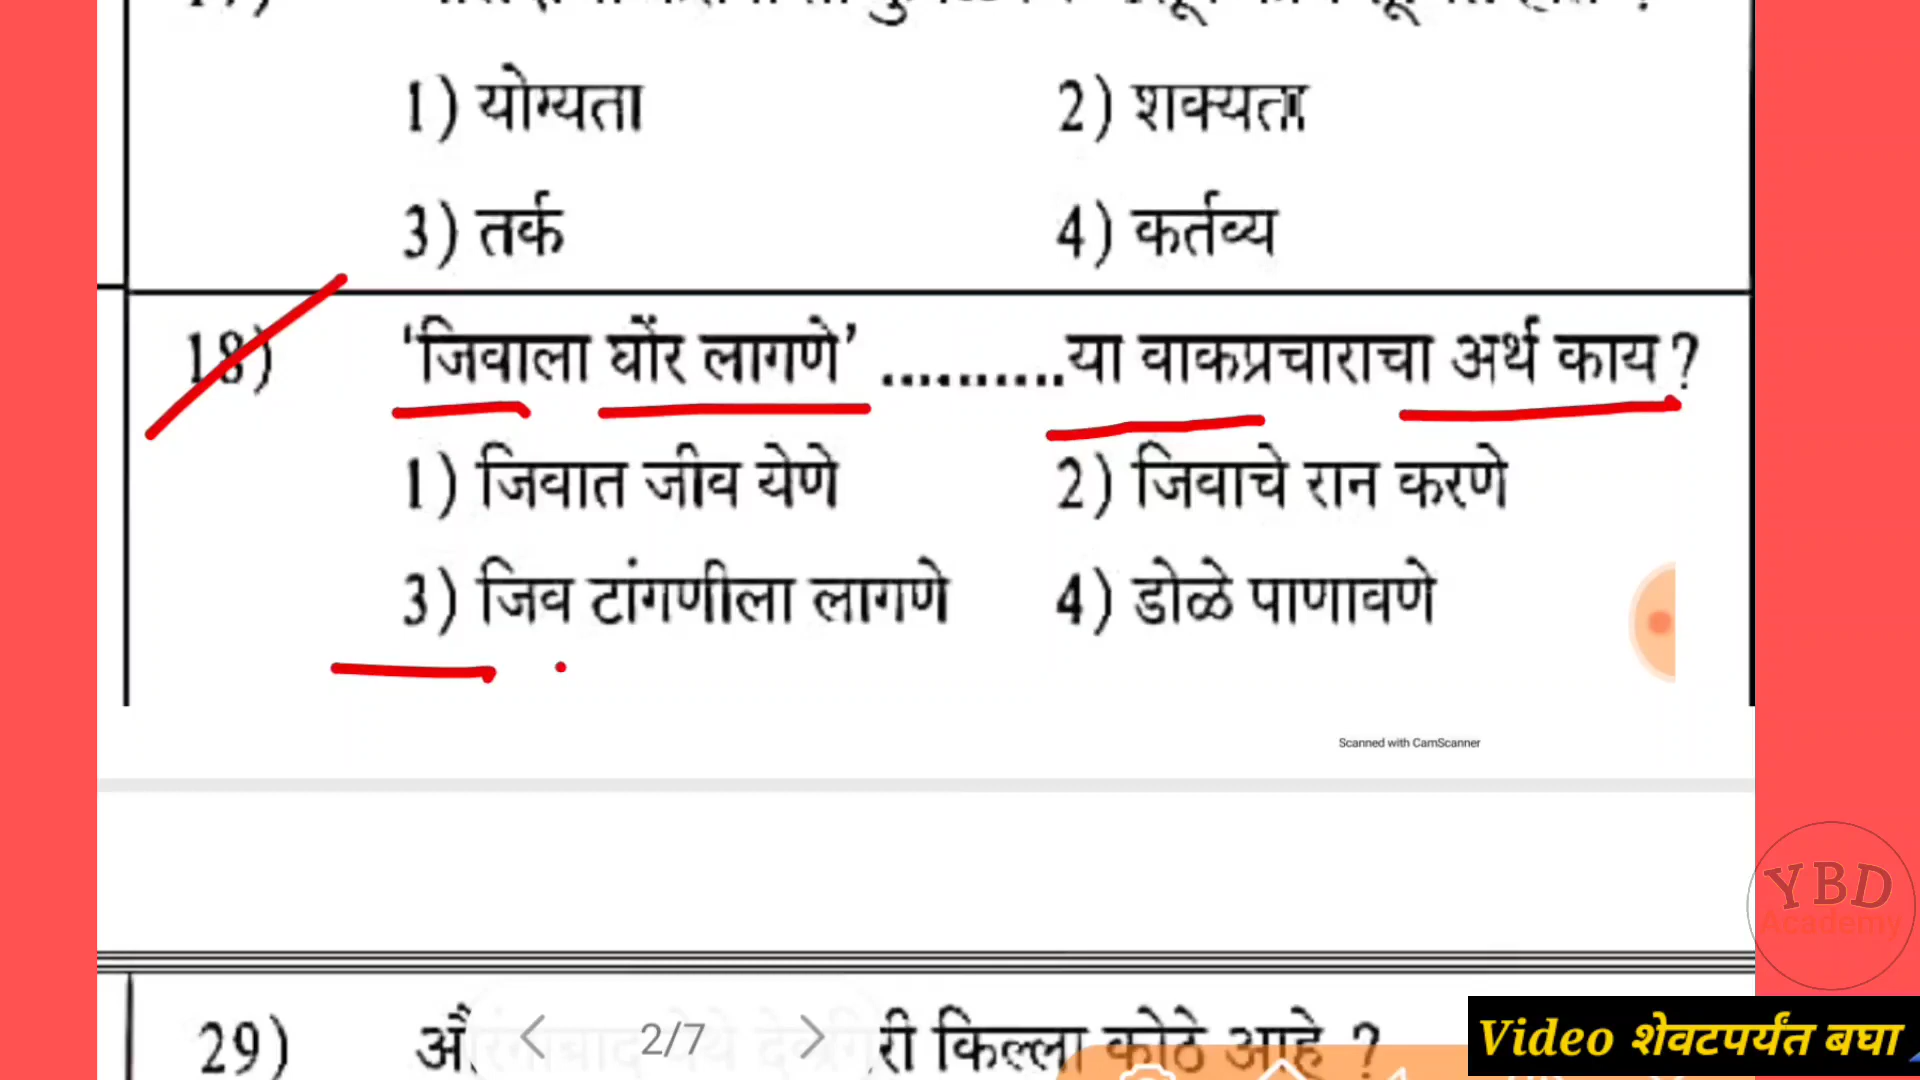 1) योग्यता 2) शक्यता
3) तर्क 4) कर्तव्य
18) 'जिवाला घोंर लागणे' ..........या वाकप्रचाराचा अर्थ काय ?
1) जिवात जीव येणे 2) जिवाचे रान करणे
3) जिव टांगणीला लागणे 4) डोळे पाणावणे
Scanned with CamScanner
YBD
Academy
29) री किल्ला कोठे आहे ?
2/7
Video शेवटपर्यंत बघा